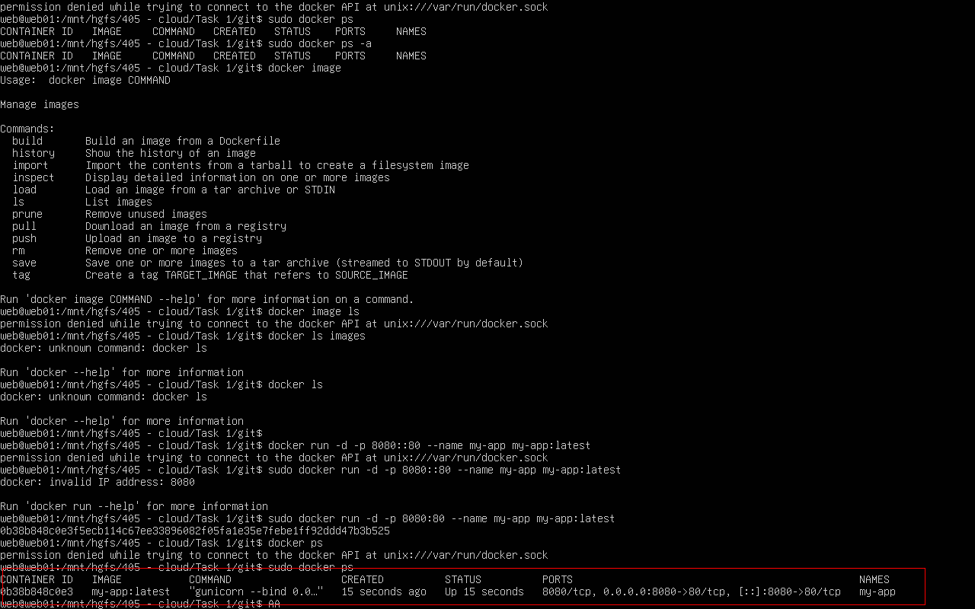 permission denied while trying to connect to the docker API at unix:///var/run/docker.sock
web@web01:/mnt/hgfs/405 - cloud/Task 1/git$ sudo docker ps
CONTAINER ID   IMAGE     COMMAND   CREATED   STATUS    PORTS     NAMES
web@web01:/mnt/hgfs/405 - cloud/Task 1/git$ sudo docker ps -a
CONTAINER ID   IMAGE     COMMAND   CREATED   STATUS    PORTS     NAMES
web@web01:/mnt/hgfs/405 - cloud/Task 1/git$ docker image
Usage:  docker image COMMAND

Manage images

Commands:
  build       Build an image from a Dockerfile
  history     Show the history of an image
  import      Import the contents from a tarball to create a filesystem image
  inspect     Display detailed information on one or more images
  load        Load an image from a tar archive or STDIN
  ls          List images
  prune       Remove unused images
  pull        Download an image from a registry
  push        Upload an image to a registry
  rm          Remove one or more images
  save        Save one or more images to a tar archive (streamed to STDOUT by default)
  tag         Create a tag TARGET_IMAGE that refers to SOURCE_IMAGE

Run 'docker image COMMAND --help' for more information on a command.
web@web01:/mnt/hgfs/405 - cloud/Task 1/git$ docker image ls
permission denied while trying to connect to the docker API at unix:///var/run/docker.sock
web@web01:/mnt/hgfs/405 - cloud/Task 1/git$ docker ls images
docker: unknown command: docker ls

Run 'docker --help' for more information
web@web01:/mnt/hgfs/405 - cloud/Task 1/git$ docker ls
docker: unknown command: docker ls

Run 'docker --help' for more information
web@web01:/mnt/hgfs/405 - cloud/Task 1/git$
web@web01:/mnt/hgfs/405 - cloud/Task 1/git$ docker run -d -p 8080::80 --name my-app my-app:latest
permission denied while trying to connect to the docker API at unix:///var/run/docker.sock
web@web01:/mnt/hgfs/405 - cloud/Task 1/git$ sudo docker run -d -p 8080::80 --name my-app my-app:latest
docker: invalid IP address: 8080

Run 'docker run --help' for more information
web@web01:/mnt/hgfs/405 - cloud/Task 1/git$ sudo docker run -d -p 8080:80 --name my-app my-app:latest
0b38b848c0e3f5ecb114c67ee33896082f05fa1e35e7febe1ff92ddd47b3b525
web@web01:/mnt/hgfs/405 - cloud/Task 1/git$ docker ps
permission denied while trying to connect to the docker API at unix:///var/run/docker.sock
web@web01:/mnt/hgfs/405 - cloud/Task 1/git$ sudo docker ps
CONTAINER ID   IMAGE           COMMAND                  CREATED          STATUS          PORTS                                               NAMES
0b38b848c0e3   my-app:latest   "gunicorn --bind 0.0…"   15 seconds ago   Up 15 seconds   8080/tcp, 0.0.0.0:8080->80/tcp, [::]:8080->80/tcp   my-app
web@web01:/mnt/hgfs/405 - cloud/Task 1/git$ AA